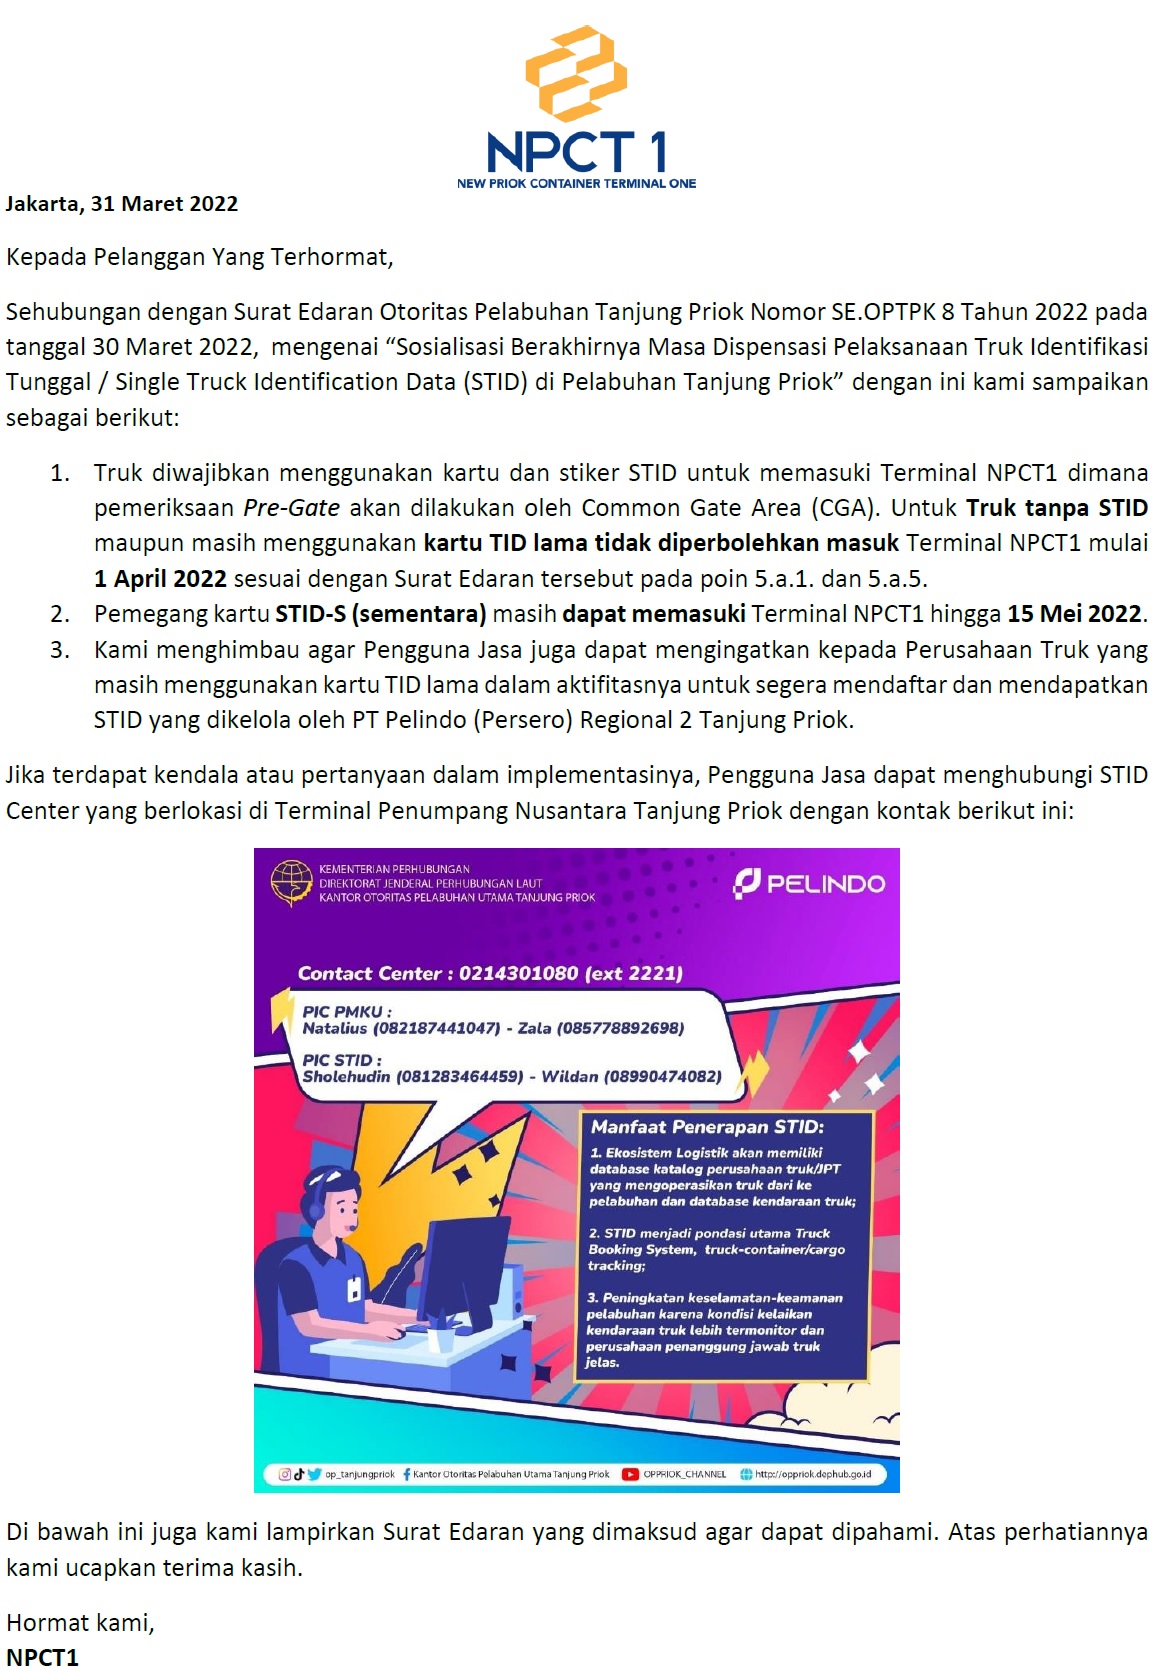 NPCT 1
NEW PRIOK CONTAINER TERMINAL ONE
Jakarta, 31 Maret 2022
Kepada Pelanggan Yang Terhormat,
Sehubungan dengan Surat Edaran Otoritas Pelabuhan Tanjung Priok Nomor SE.OPTPK 8 Tahun 2022 pada
tanggal 30 Maret 2022, mengenai “Sosialisasi Berakhirnya Masa Dispensasi Pelaksanaan Truk Identifikasi
Tunggal / Single Truck Identification Data (STID) di Pelabuhan Tanjung Priok” dengan ini kami sampaikan
sebagai berikut:
1. Truk diwajibkan menggunakan kartu dan stiker STID untuk memasuki Terminal NPCT1 dimana
pemeriksaan Pre-Gate akan dilakukan oleh Common Gate Area (CGA). Untuk Truk tanpa STID
maupun masih menggunakan kartu TID lama tidak diperbolehkan masuk Terminal NPCT1 mulai
1 April 2022 sesuai dengan Surat Edaran tersebut pada poin 5.a.1. dan 5.a.5.
2. Pemegang kartu STID-S (sementara) masih dapat memasuki Terminal NPCT1 hingga 15 Mei 2022.
3. Kami menghimbau agar Pengguna Jasa juga dapat mengingatkan kepada Perusahaan Truk yang
masih menggunakan kartu TID lama dalam aktifitasnya untuk segera mendaftar dan mendapatkan
STID yang dikelola oleh PT Pelindo (Persero) Regional 2 Tanjung Priok.
Jika terdapat kendala atau pertanyaan dalam implementasinya, Pengguna Jasa dapat menghubungi STID
Center yang berlokasi di Terminal Penumpang Nusantara Tanjung Priok dengan kontak berikut ini:
KEMENTERIAN PERHUBUNGAN
DIREKTORAT JENDERAL PERHUBUNGAN LAUT
KANTOR OTORITAS PELABUHAN UTAMA TANJUNG PRIOK
PELINDO
Contact Center : 0214301080 (ext 2221)
PIC PMKU :
Natalius (082187441047) - Zala (085778892698)
PIC STID :
Sholehudin (081283464459) - Wildan (08990474082)
Manfaat Penerapan STID:
1. Ekosistem Logistik akan memiliki
database katalog perusahaan truk/JPT
yang mengoperasikan truk dari ke
pelabuhan dan database kendaraan truk;
2. STID menjadi pondasi utama Truck
Booking System, truck-container/cargo
tracking;
3. Peningkatan keselamatan-keamanan
pelabuhan karena kondisi kelaikan
kendaraan truk lebih termonitor dan
perusahaan penanggung jawab truk
jelas.
op_tanjungpriok Kantor Otoritas Pelabuhan Utama Tanjung Priok OPPRIOK_CHANNEL http://oppriok.dephub.go.id
Di bawah ini juga kami lampirkan Surat Edaran yang dimaksud agar dapat dipahami. Atas perhatiannya
kami ucapkan terima kasih.
Hormat kami,
NPCT1